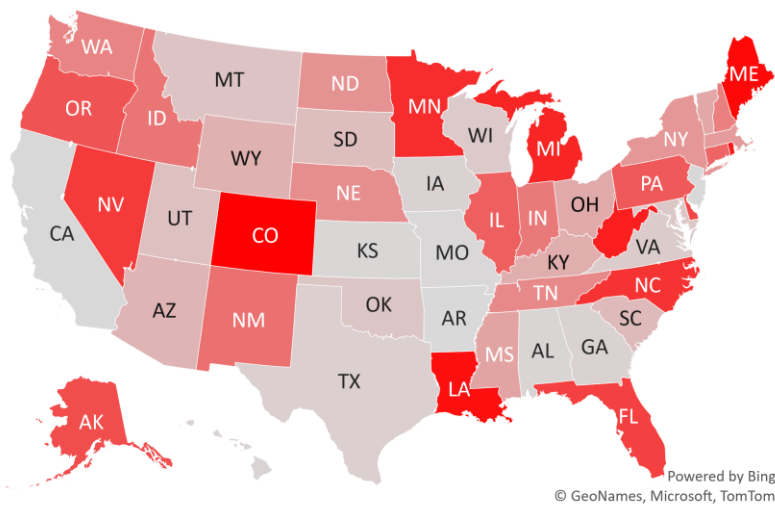 WA
MT
ND
MN
ME
OR
ID
SD
WI
MI
NY
WY
IA
PA
NV
NE
IL
IN
OH
UT
CO
CA
KS
MO
KY
VA
AZ
NM
OK
AR
TN
NC
SC
MS
AL
GA
TX
LA
AK
FL
Powered by Bing
© GeoNames, Microsoft, TomTom